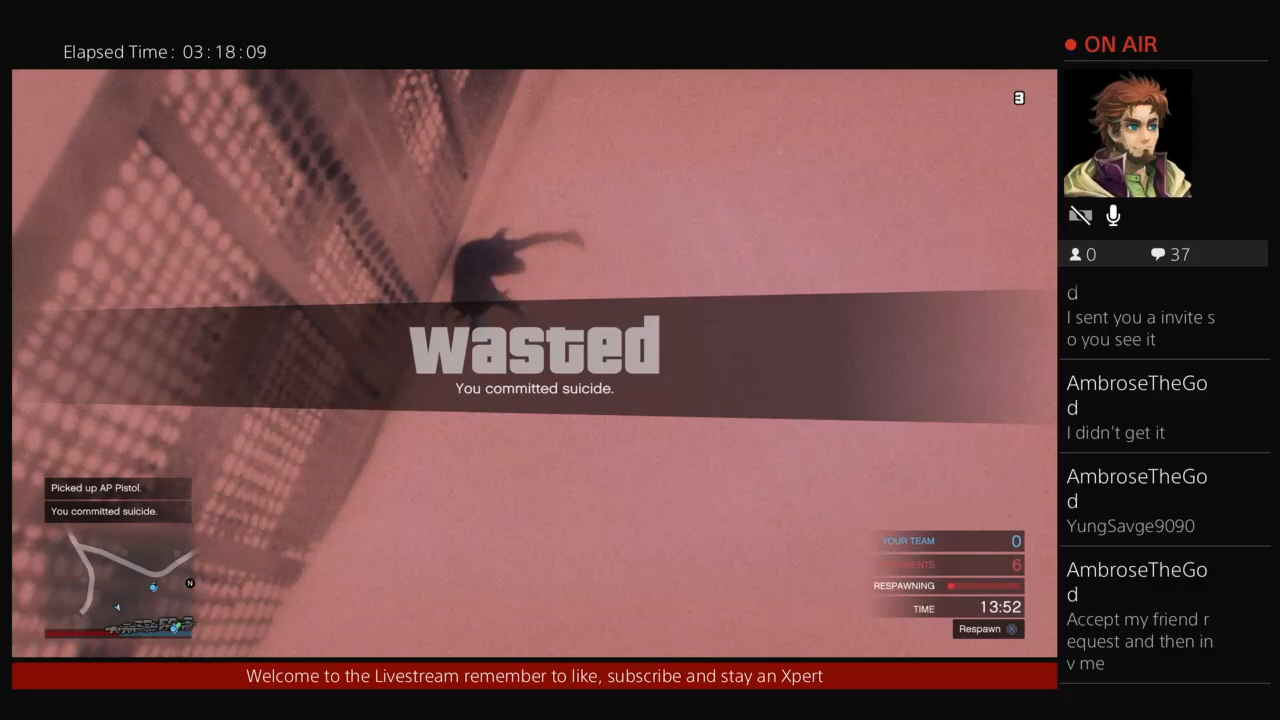 Elapsed Time: 03:18:09
ON AIR
3
0 37
d
I sent you a invite s
o you see it
AmbroseTheGo
d
I didn't get it
AmbroseTheGo
d
YungSavge9090
AmbroseTheGo
d
Accept my friend r
equest and then in
v me
wasted
You committed suicide.
Picked up AP Pistol.
You committed suicide.
N
YOUR TEAM 0
6
RESPAWNING
TIME 13:52
Respawn
Welcome to the Livestream remember to like, subscribe and stay an Xpert